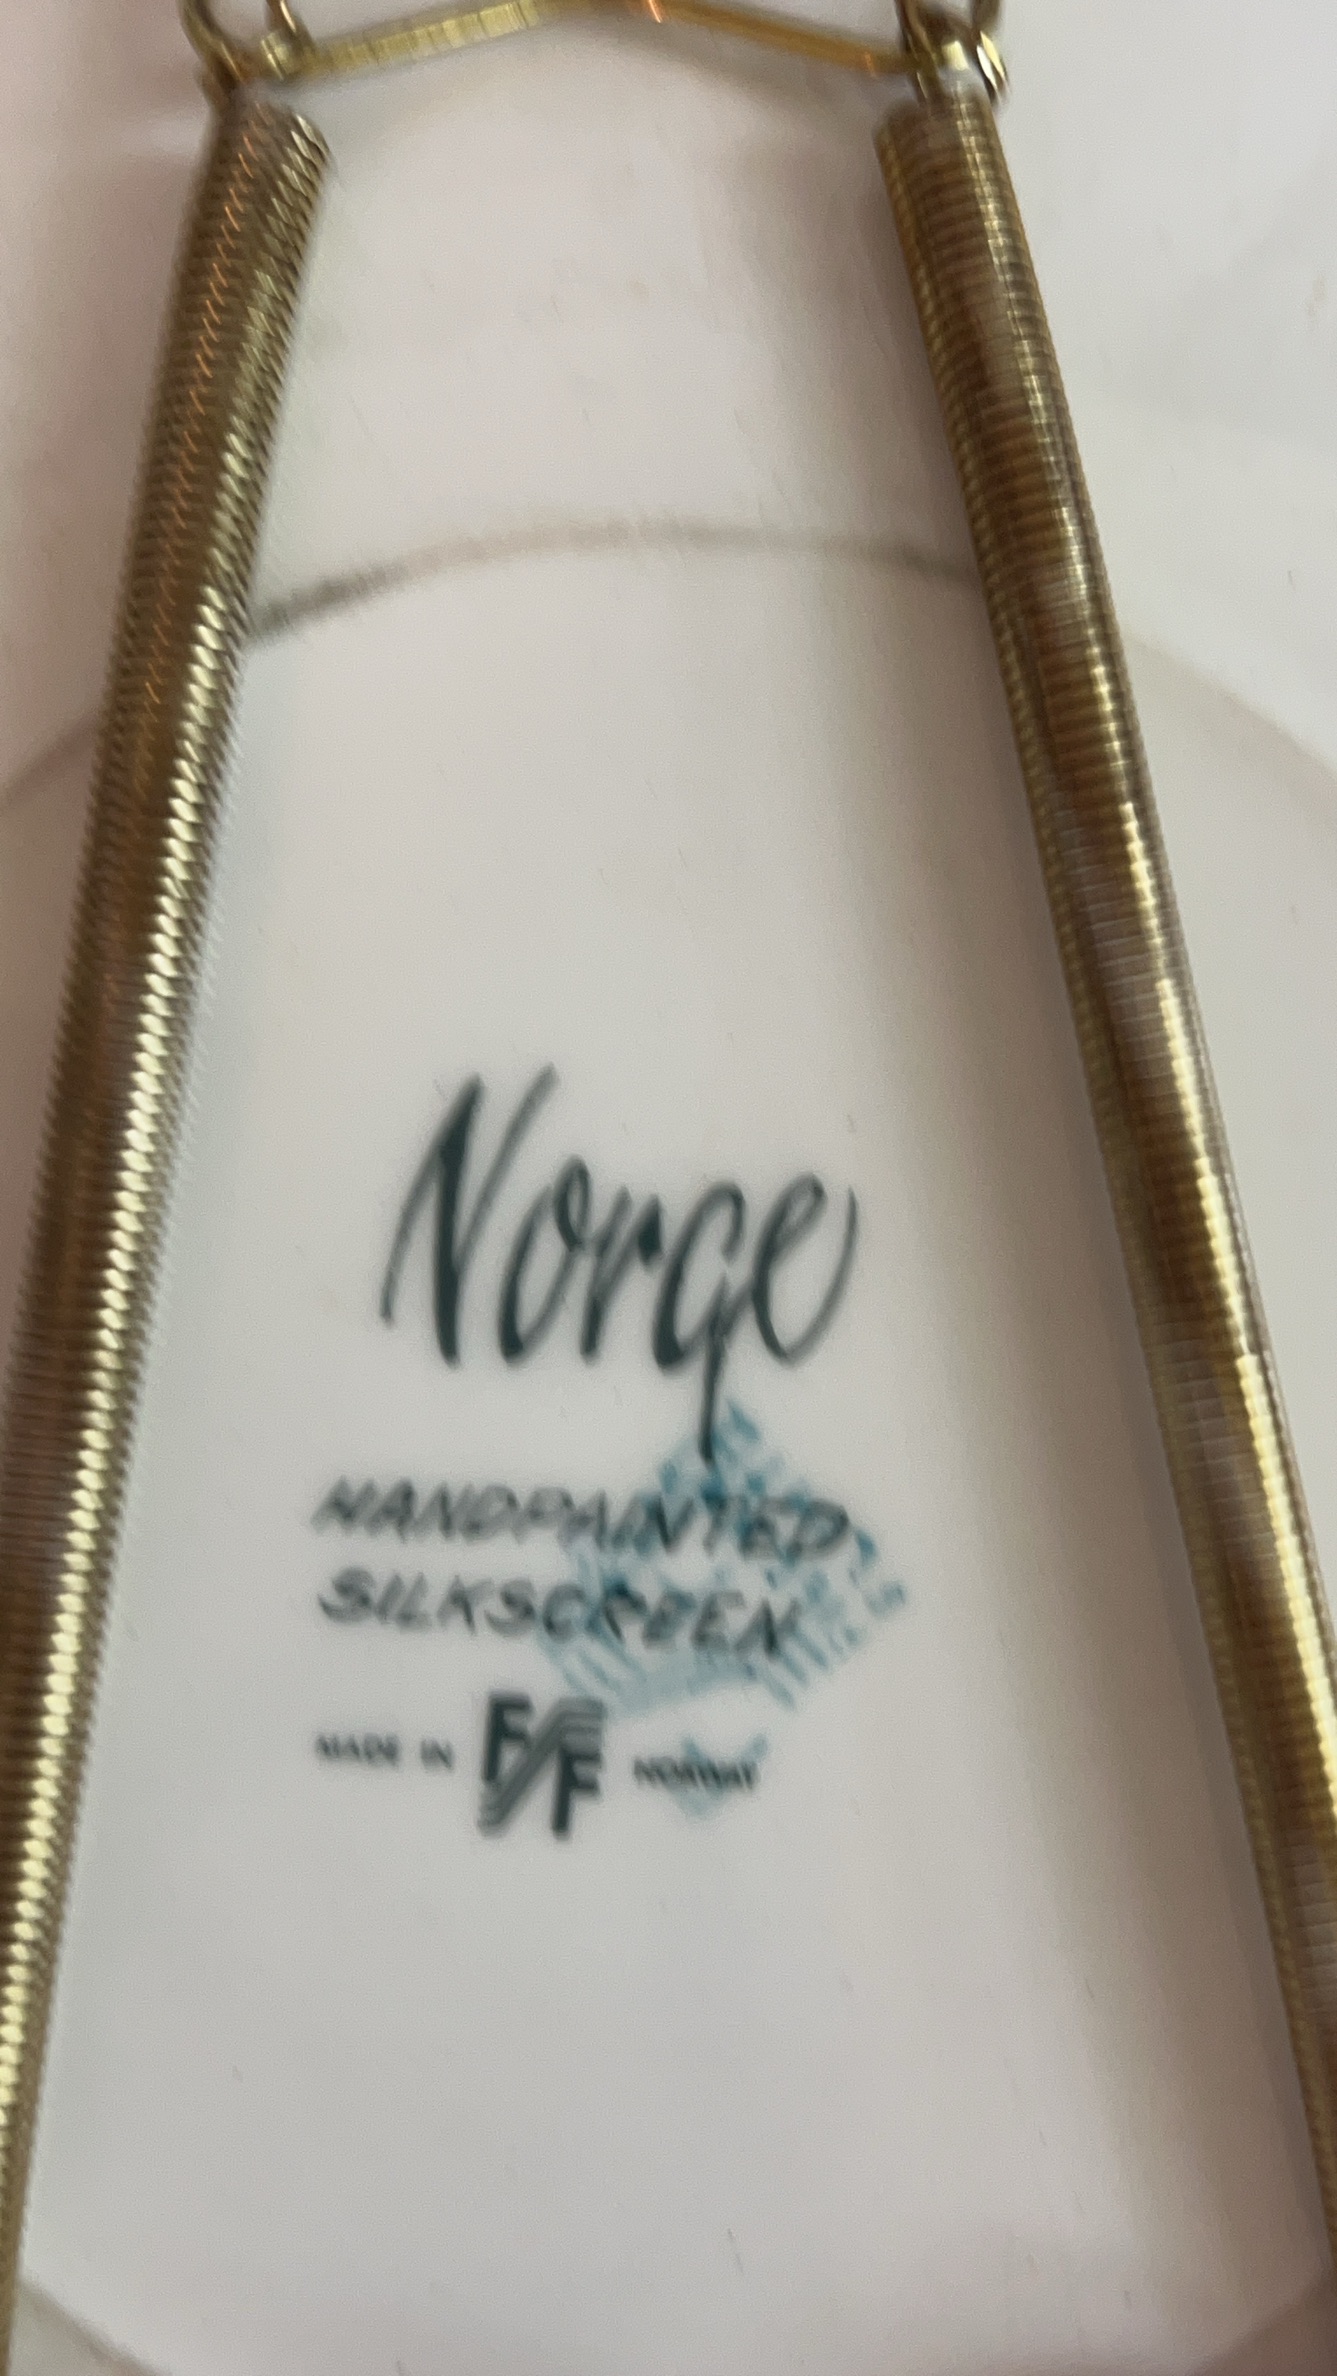 Norge
HANDPAINTED
SILKSCREEN
MADE IN FF NORWAY